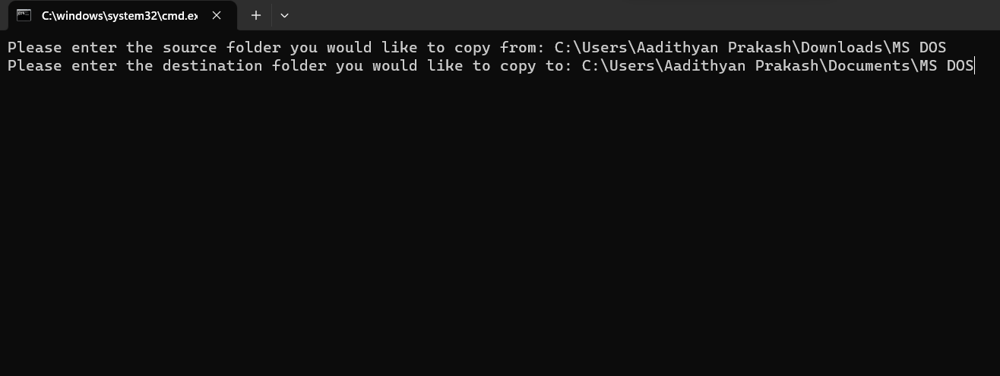 C:\windows\system32\cmd.ex
Please enter the source folder you would like to copy from: C:\Users\Aadithyan Prakash\Downloads\MS DOS
Please enter the destination folder you would like to copy to: C:\Users\Aadithyan Prakash\Documents\MS DOS